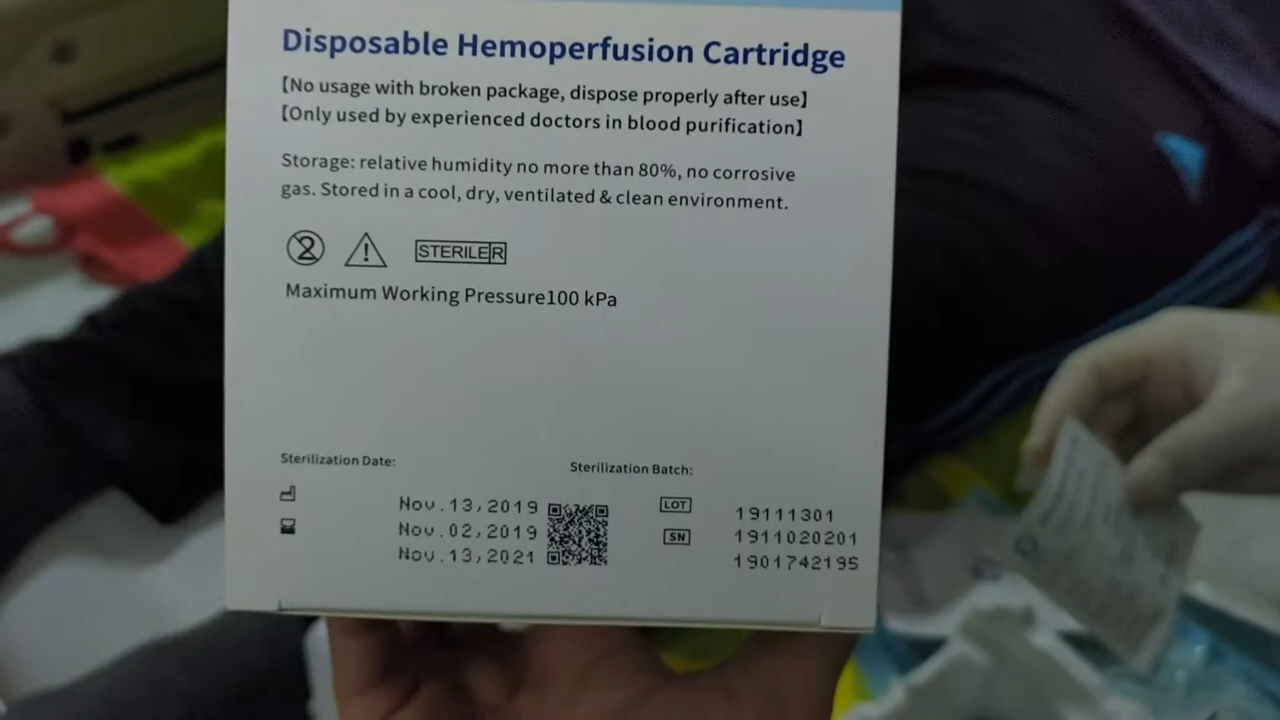 Disposable Hemoperfusion Cartridge
【No usage with broken package, dispose properly after use】
【Only used by experienced doctors in blood purification】
Storage: relative humidity no more than 80%, no corrosive
gas. Stored in a cool, dry, ventilated & clean environment.
2 ! STERILE R
Maximum Working Pressure100 kPa
Sterilization Date:
Nov.13,2019
Nov.02,2019
Nov.13,2021
Sterilization Batch:
LOT
SN
19111301
1911020201
1901742195